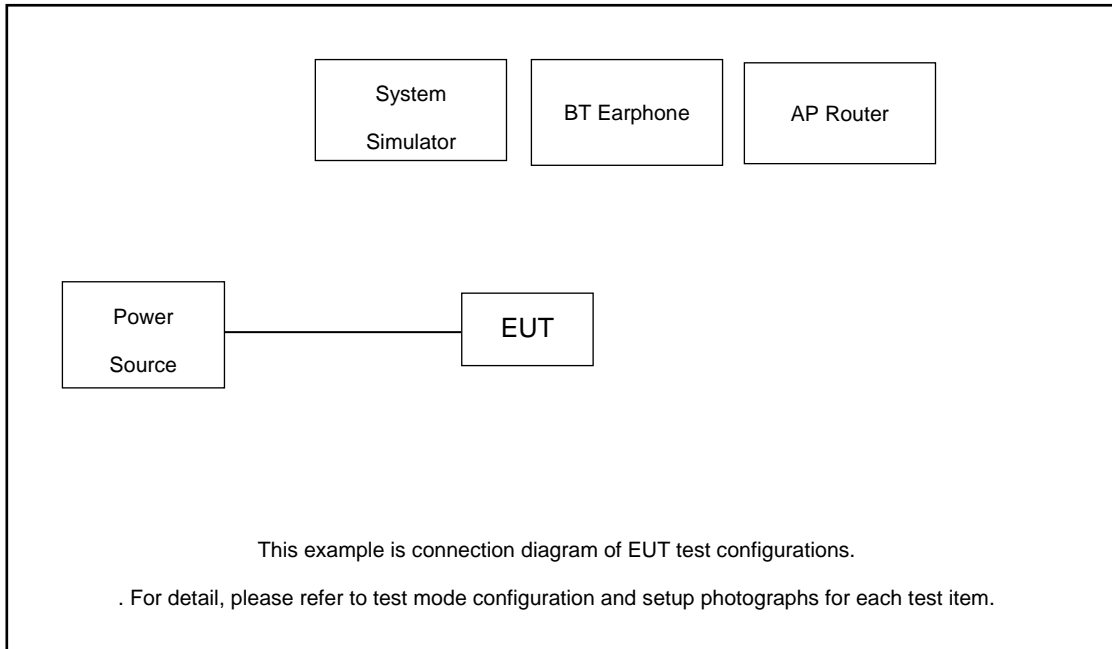 System
Simulator
BT Earphone
AP Router
Power
Source
EUT
This example is connection diagram of EUT test configurations.
. For detail, please refer to test mode configuration and setup photographs for each test item.